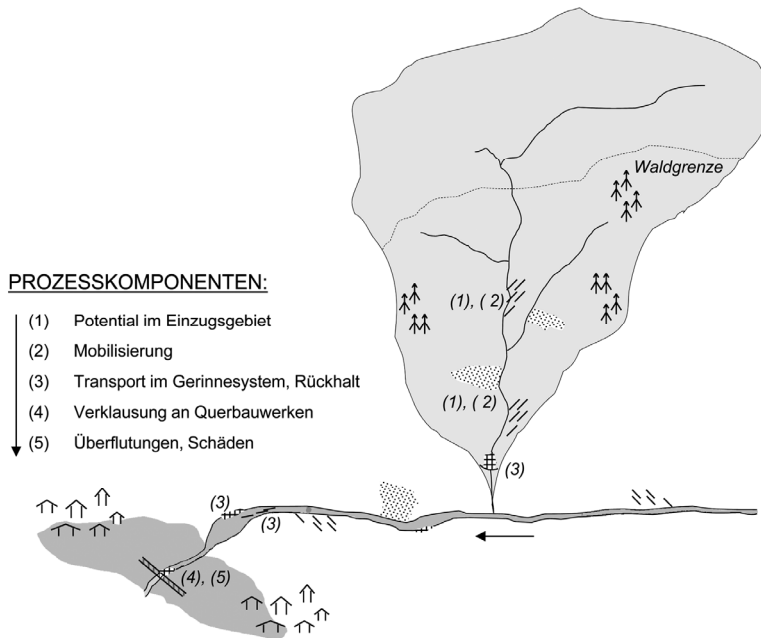 Waldgrenze
PROZESSKOMPONENTEN:
(1) Potential im Einzugsgebiet
(2) Mobilisierung
(3) Transport im Gerinnesystem, Rückhalt
(4) Verklausung an Querbauwerken
(5) Überflutungen, Schäden
(1), ( 2)
(1), ( 2)
(3)
(3)
(3)
(4), (5)